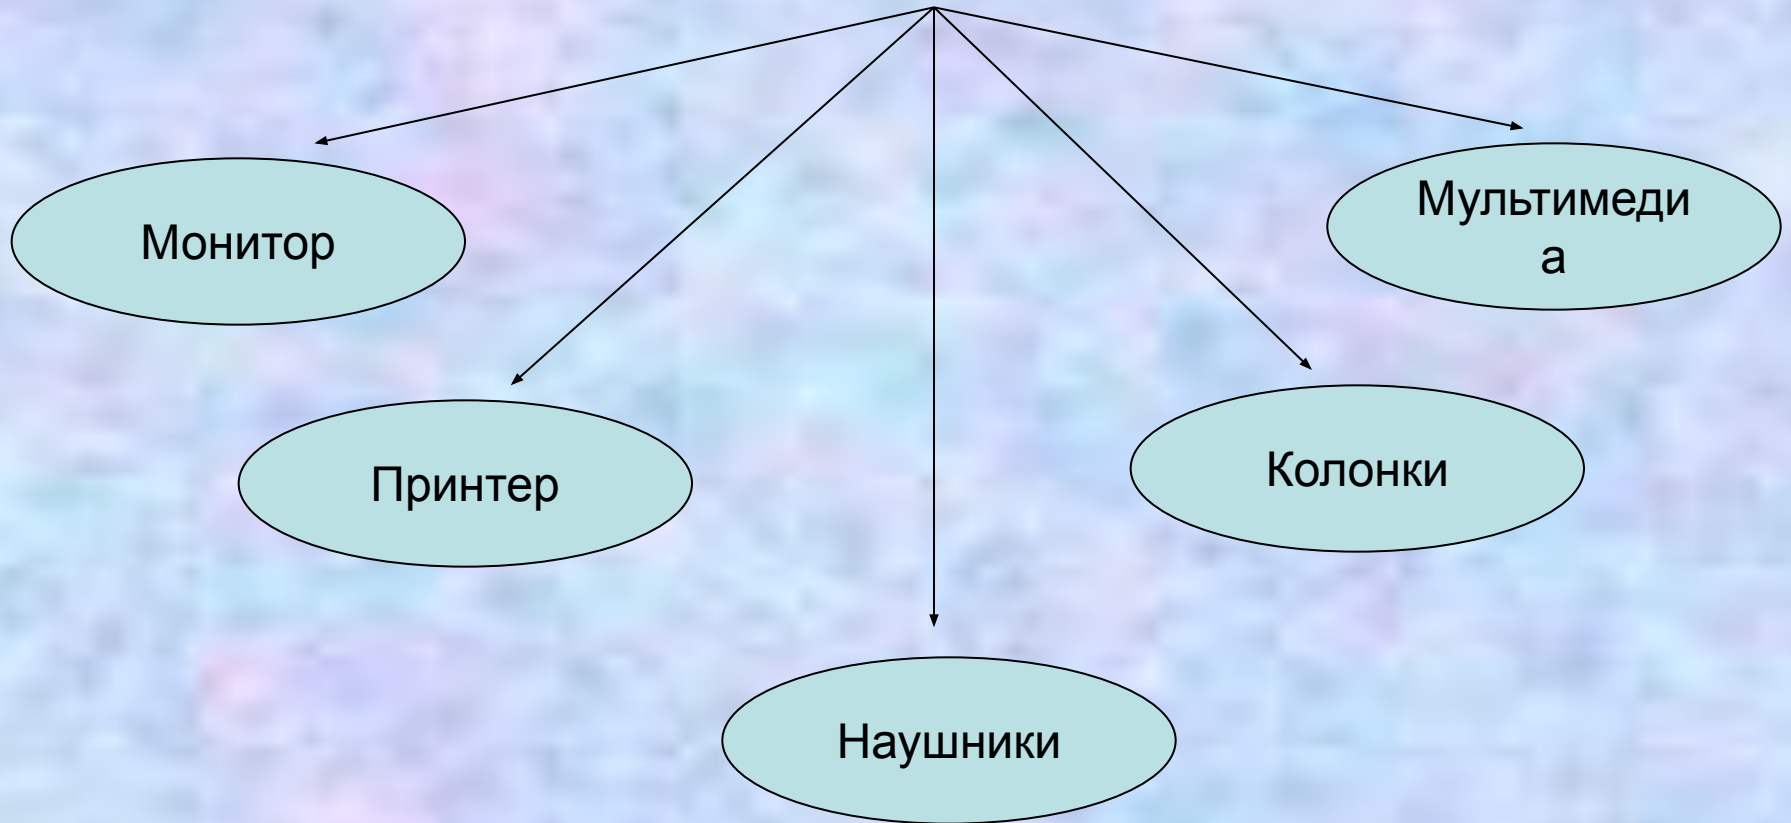 Монитор
Мультимеди
а
Принтер
Колонки
Наушники